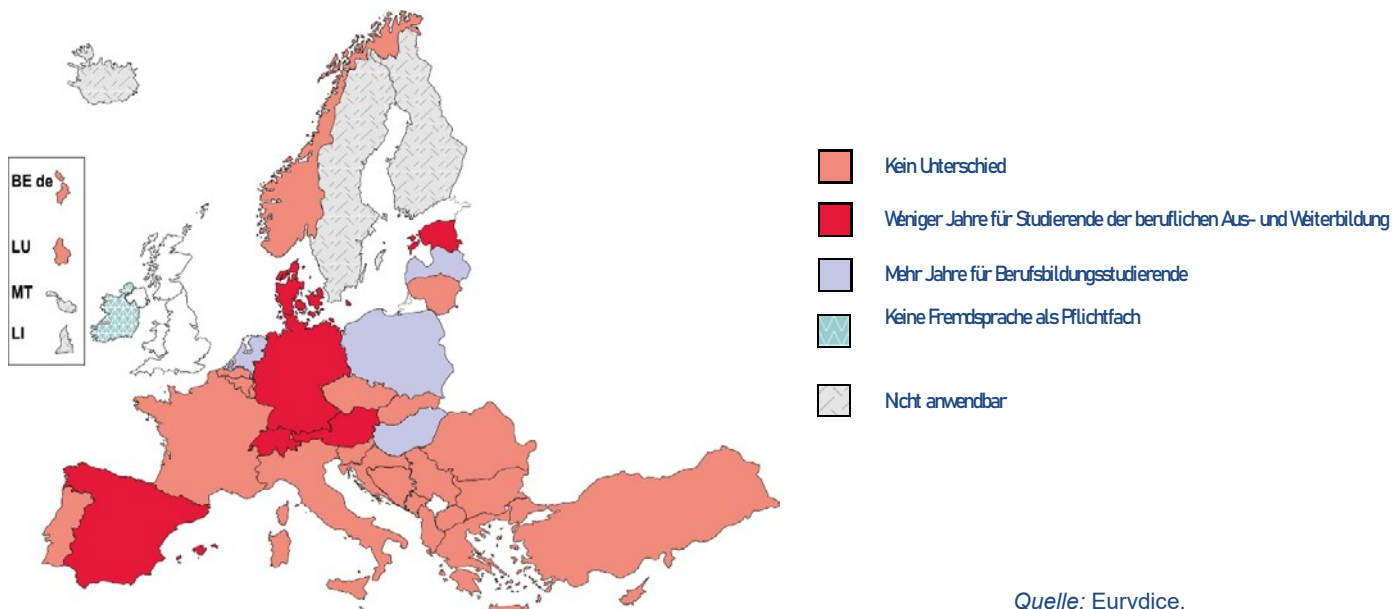 BE de
LU
MT
LI
Kein Unterschied
Weniger Jahre für Studierende der beruflichen Aus- und Weiterbildung
Mehr Jahre für Berufsbildungsstudierende
Keine Fremdsprache als Pflichtfach
Ncht anwendbar
Quelle: Eurydice.